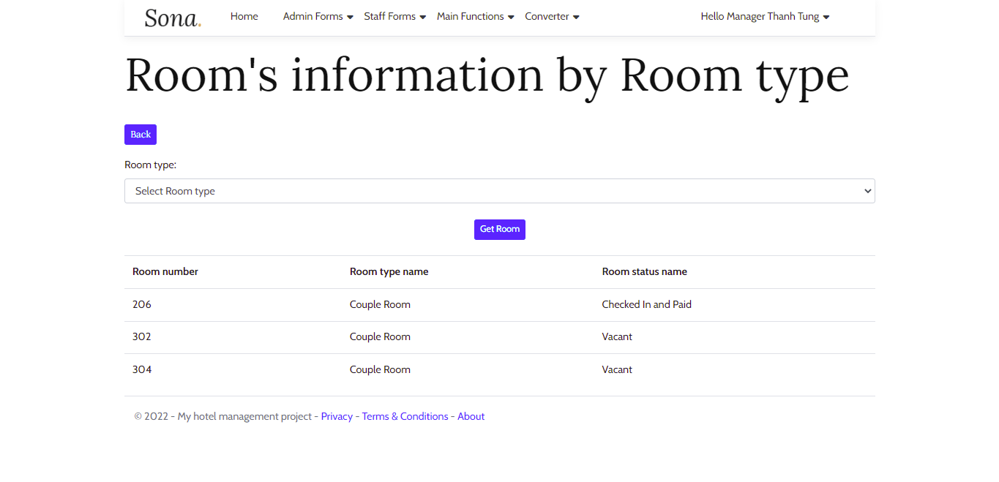 Sona. Home Admin Forms Staff Forms Main Functions Converter Hello Manager Thanh Tung
Room's information by Room type
Back
Room type:
Select Room type
Get Room
Room number Room type name Room status name
206 Couple Room Checked In and Paid
302 Couple Room Vacant
304 Couple Room Vacant
© 2022 - My hotel management project - Privacy - Terms & Conditions - About